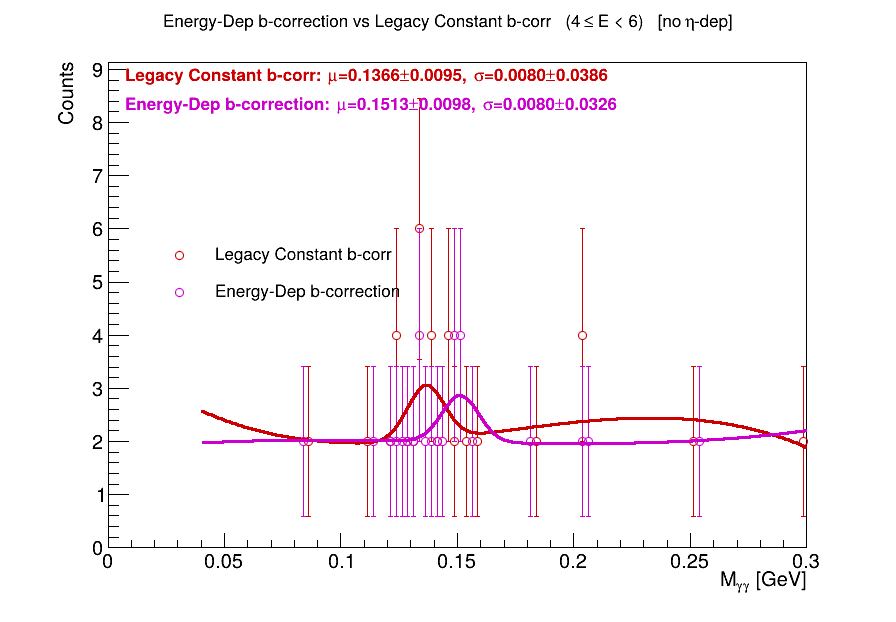 Energy-Dep b-correction vs Legacy Constant b-corr (4 ≤ E < 6) [no η-dep]
Counts
Legacy Constant b-corr: μ=0.1366±0.0095, σ=0.0080±0.0386
Energy-Dep b-correction: μ=0.1513±0.0098, σ=0.0080±0.0326
9
8
7
6
5
4
3
2
1
0
Legacy Constant b-corr
Energy-Dep b-correction
0 0.05 0.1 0.15 0.2 0.25 0.3
Mγγ [GeV]